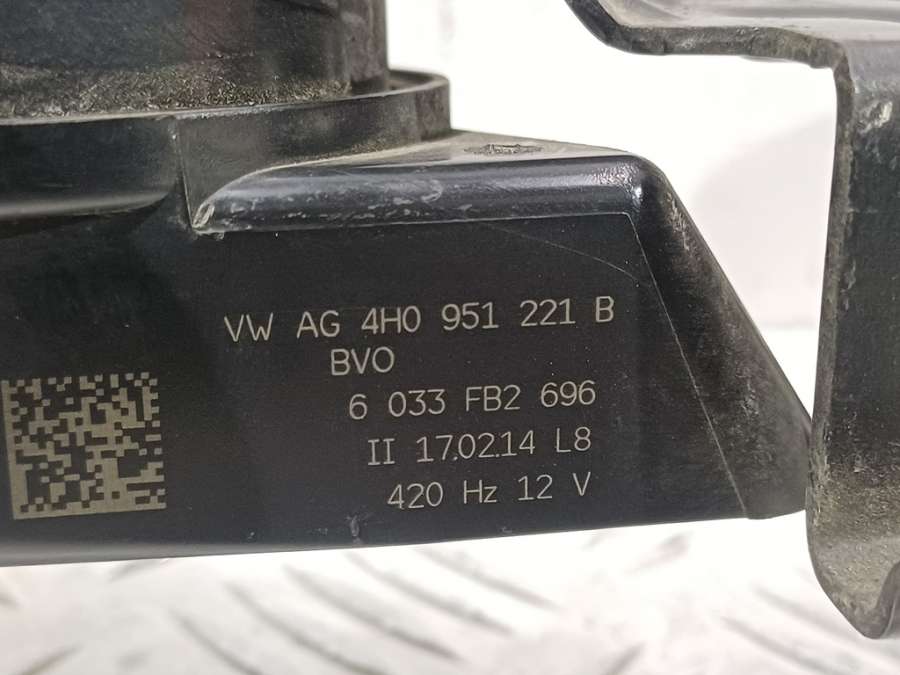 VW AG 4H0 951 221 B
BVO
6 033 FB2 696
II 17.02.14 L8
420 Hz 12 V